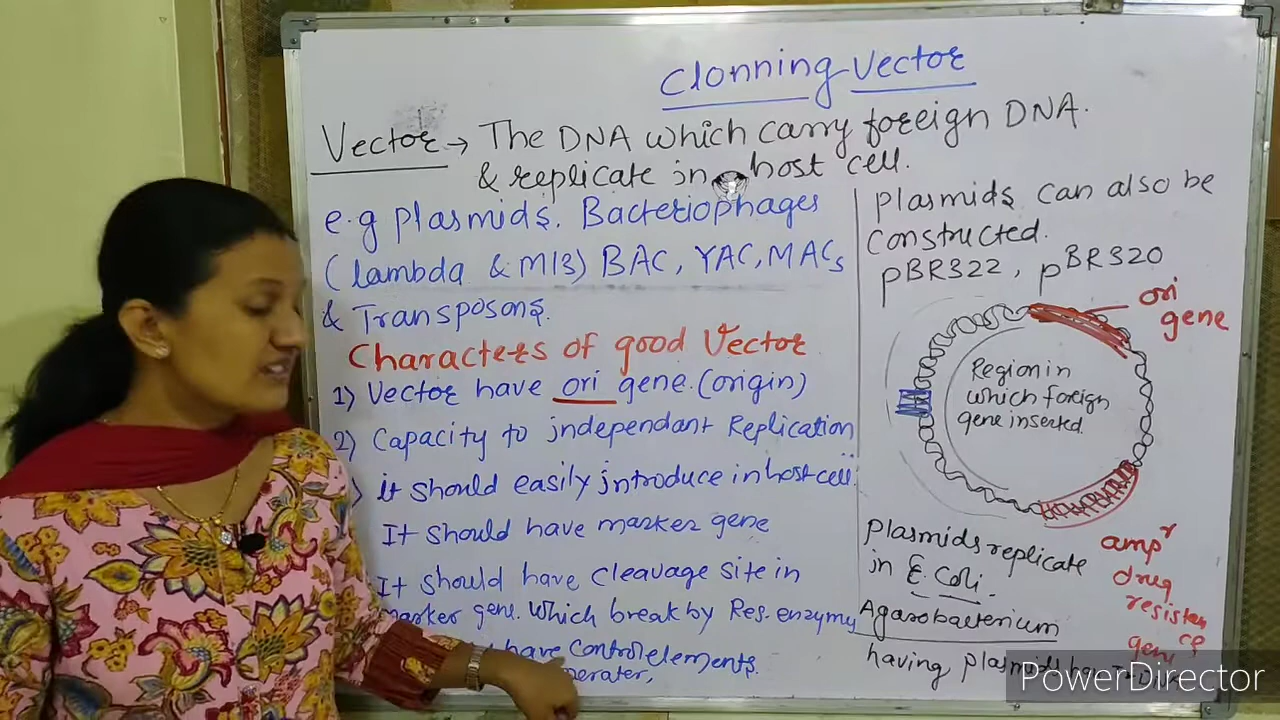 Clonning Vector
Vector → The DNA which carry foreign DNA.
& replicate in host cell.
e.g plasmids. Bacteriophages
(lambda & M13) BAC, YAC, MACs
& Transposons.
Characters of good Vector
1) Vector have ori gene. (origin)
2) Capacity to independant Replication
) it should easily introduce in host cell.
It should have marker gene
It should have cleavage site in
marker gene. which break by Res. enzyme
have Control elements.
perater,
plasmids can also be
constructed.
pBR322, pBR320
ori
gene
Region in
which foreign
gene inserted.
plasmids replicate
in E. Coli.
amp r
drug
resisten
ce
gene
Agarobacterium
having plasmids
PowerDirector